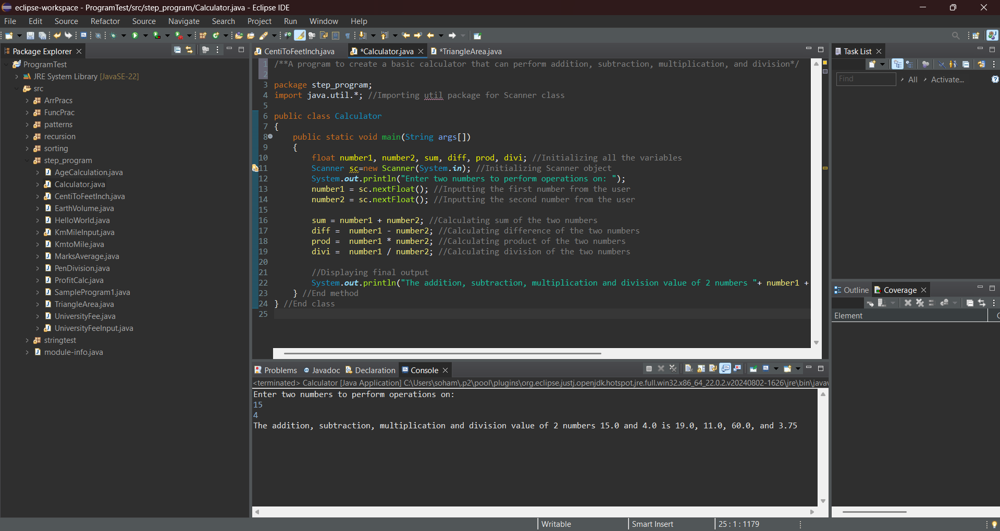 eclipse-workspace - ProgramTest/src/step_program/Calculator.java - Eclipse IDE
File Edit Source Refactor Source Navigate Search Project Run Window Help
Package Explorer
ProgramTest
JRE System Library [JavaSE-22]
src
ArrPracs
FuncPrac
patterns
recursion
sorting
step_program
AgeCalculation.java
Calculator.java
CentiToFeetInch.java
EarthVolume.java
HelloWorld.java
KmMileInput.java
KmtoMile.java
MarksAverage.java
PenDivision.java
ProfitCalc.java
SampleProgram1.java
TriangleArea.java
UniversityFee.java
UniversityFeeInput.java
stringtest
module-info.java
CentiToFeetInch.java *Calculator.java *TriangleArea.java
1 /**A program to create a basic calculator that can perform addition, subtraction, multiplication, and division*/
2
3 package step_program;
4 import java.util.*; //Importing util package for Scanner class
5
6 public class Calculator
7 {
8 public static void main(String args[])
9 {
10 float number1, number2, sum, diff, prod, divi; //Initializing all the variables
11 Scanner sc=new Scanner(System.in); //Initializing Scanner object
12 System.out.println("Enter two numbers to perform operations on: ");
13 number1 = sc.nextFloat(); //Inputting the first number from the user
14 number2 = sc.nextFloat(); //Inputting the second number from the user
15
16 sum = number1 + number2; //Calculating sum of the two numbers
17 diff =  number1 - number2; //Calculating difference of the two numbers
18 prod =  number1 * number2; //Calculating product of the two numbers
19 divi =  number1 / number2; //Calculating division of the two numbers
20
21 //Displaying final output
22 System.out.println("The addition, subtraction, multiplication and division value of 2 numbers "+ number1 +
23 } //End method
24 } //End class
25
Problems Javadoc Declaration Console
<terminated> Calculator [Java Application] C:\Users\soham\.p2\pool\plugins\org.eclipse.justj.openjdk.hotspot.jre.full.win32.x86_64_22.0.2.v20240802-1626\jre\bin\javaw
Enter two numbers to perform operations on:
15
4
The addition, subtraction, multiplication and division value of 2 numbers 15.0 and 4.0 is 19.0, 11.0, 60.0, and 3.75
Task List
Find All Activate...
Outline Coverage
Element
Writable Smart Insert 25 : 1 : 1179